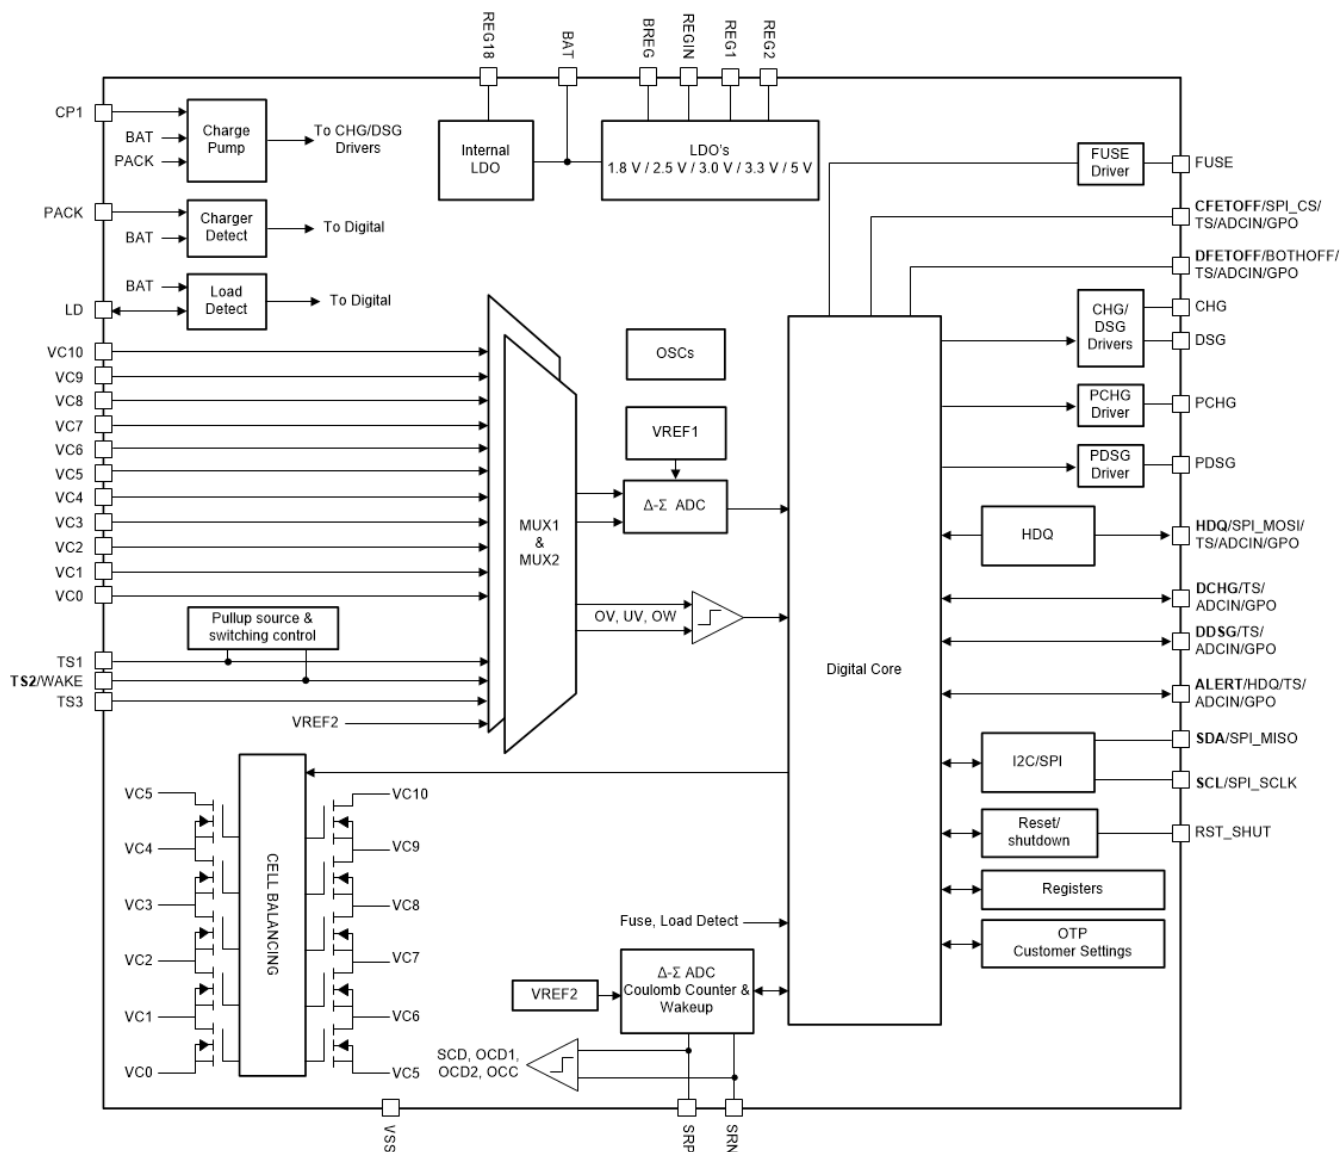 REG18
BAT
BREG
REGIN
REG1
REG2
CP1
BAT
PACK
Charge
Pump
To CHG/DSG
Drivers
Internal
LDO
LDO's
1.8 V / 2.5 V / 3.0 V / 3.3 V / 5 V
FUSE
Driver
FUSE
PACK
BAT
Charger
Detect
To Digital
CFETOFF/SPI_CS/
TS/ADCIN/GPO
DFETOFF/BOTHOFF/
TS/ADCIN/GPO
BAT
LD
Load
Detect
To Digital
CHG/
DSG
Drivers
CHG
DSG
VC10
VC9
VC8
VC7
VC6
VC5
VC4
VC3
VC2
VC1
VC0
OSCs
VREF1
Δ-Σ ADC
MUX1
&
MUX2
OV, UV, OW
PCHG
Driver
PCHG
PDSG
Driver
PDSG
HDQ
HDQ/SPI_MOSI/
TS/ADCIN/GPO
DCHG/TS/
ADCIN/GPO
DDSG/TS/
ADCIN/GPO
ALERT/HDQ/TS/
ADCIN/GPO
Pullup source &
switching control
TS1
TS2/WAKE
TS3
VREF2
Digital Core
I2C/SPI
SDA/SPI_MISO
SCL/SPI_SCLK
Reset/
shutdown
RST_SHUT
Registers
OTP
Customer Settings
VC5
VC4
VC3
VC2
VC1
VC0
CELL BALANCING
VC10
VC9
VC8
VC7
VC6
VC5
Fuse, Load Detect
VREF2
Δ-Σ ADC
Coulomb Counter &
Wakeup
SCD, OCD1,
OCD2, OCC
VSS
SRP
SRN